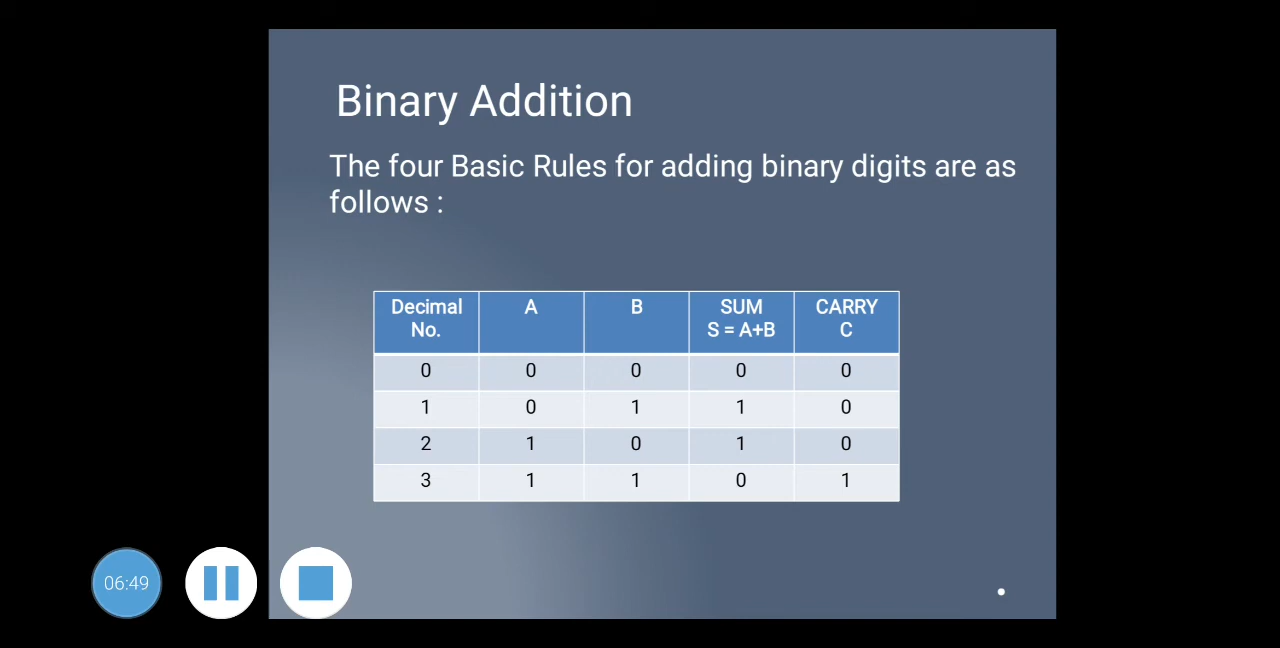 Binary Addition
The four Basic Rules for adding binary digits are as
follows :
Decimal No. A B SUM S = A+B CARRY C
0 0 0 0 0
1 0 1 1 0
2 1 0 1 0
3 1 1 0 1
06:49